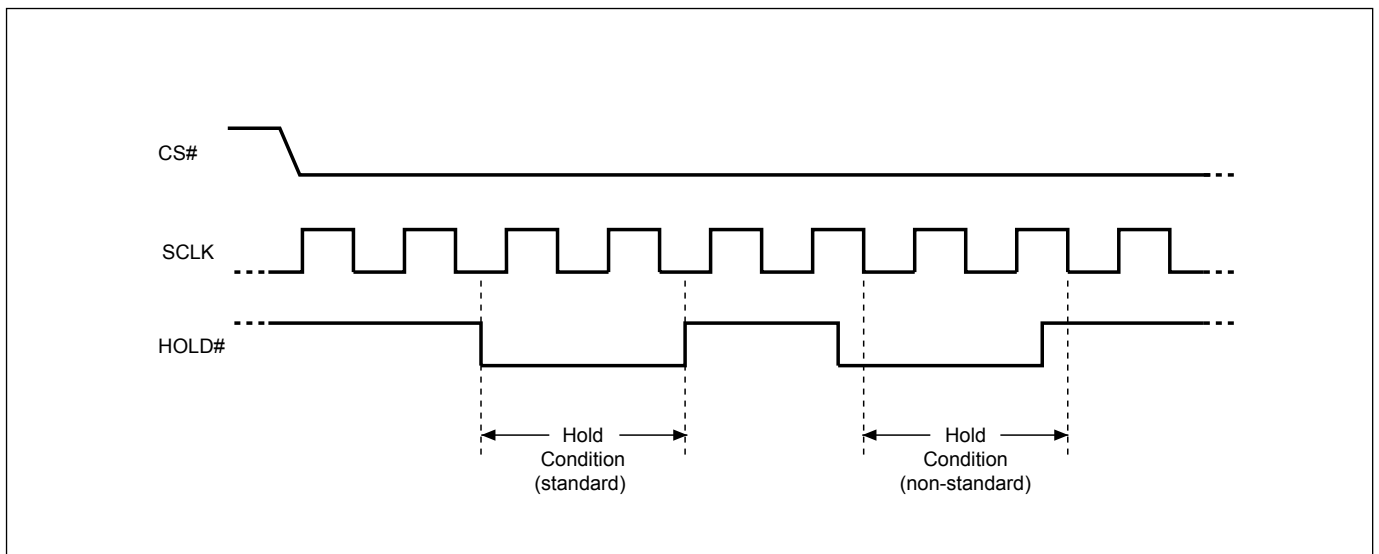 CS#
SCLK
HOLD#
Hold
Condition
(standard)
Hold
Condition
(non-standard)